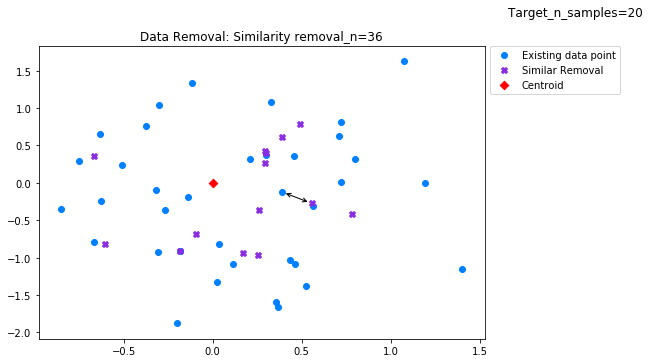 Target_n_samples=20
Data Removal: Similarity removal_n=36
Existing data point
Similar Removal
Centroid
1.5
1.0
0.5
0.0
−0.5
−1.0
−1.5
−2.0
−0.5 0.0 0.5 1.0 1.5